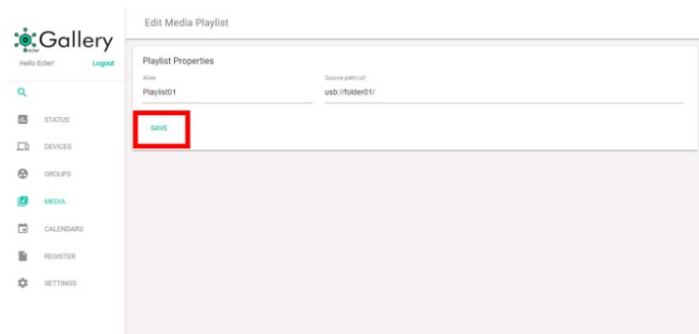 Edit Media Playlist
Gallery
ecler
Hello Ecler! Logout
Playlist Properties
Alias Source path/url
Playlist01 usb://folder01/
SAVE
STATUS
DEVICES
GROUPS
MEDIA
CALENDARS
REGISTER
SETTINGS